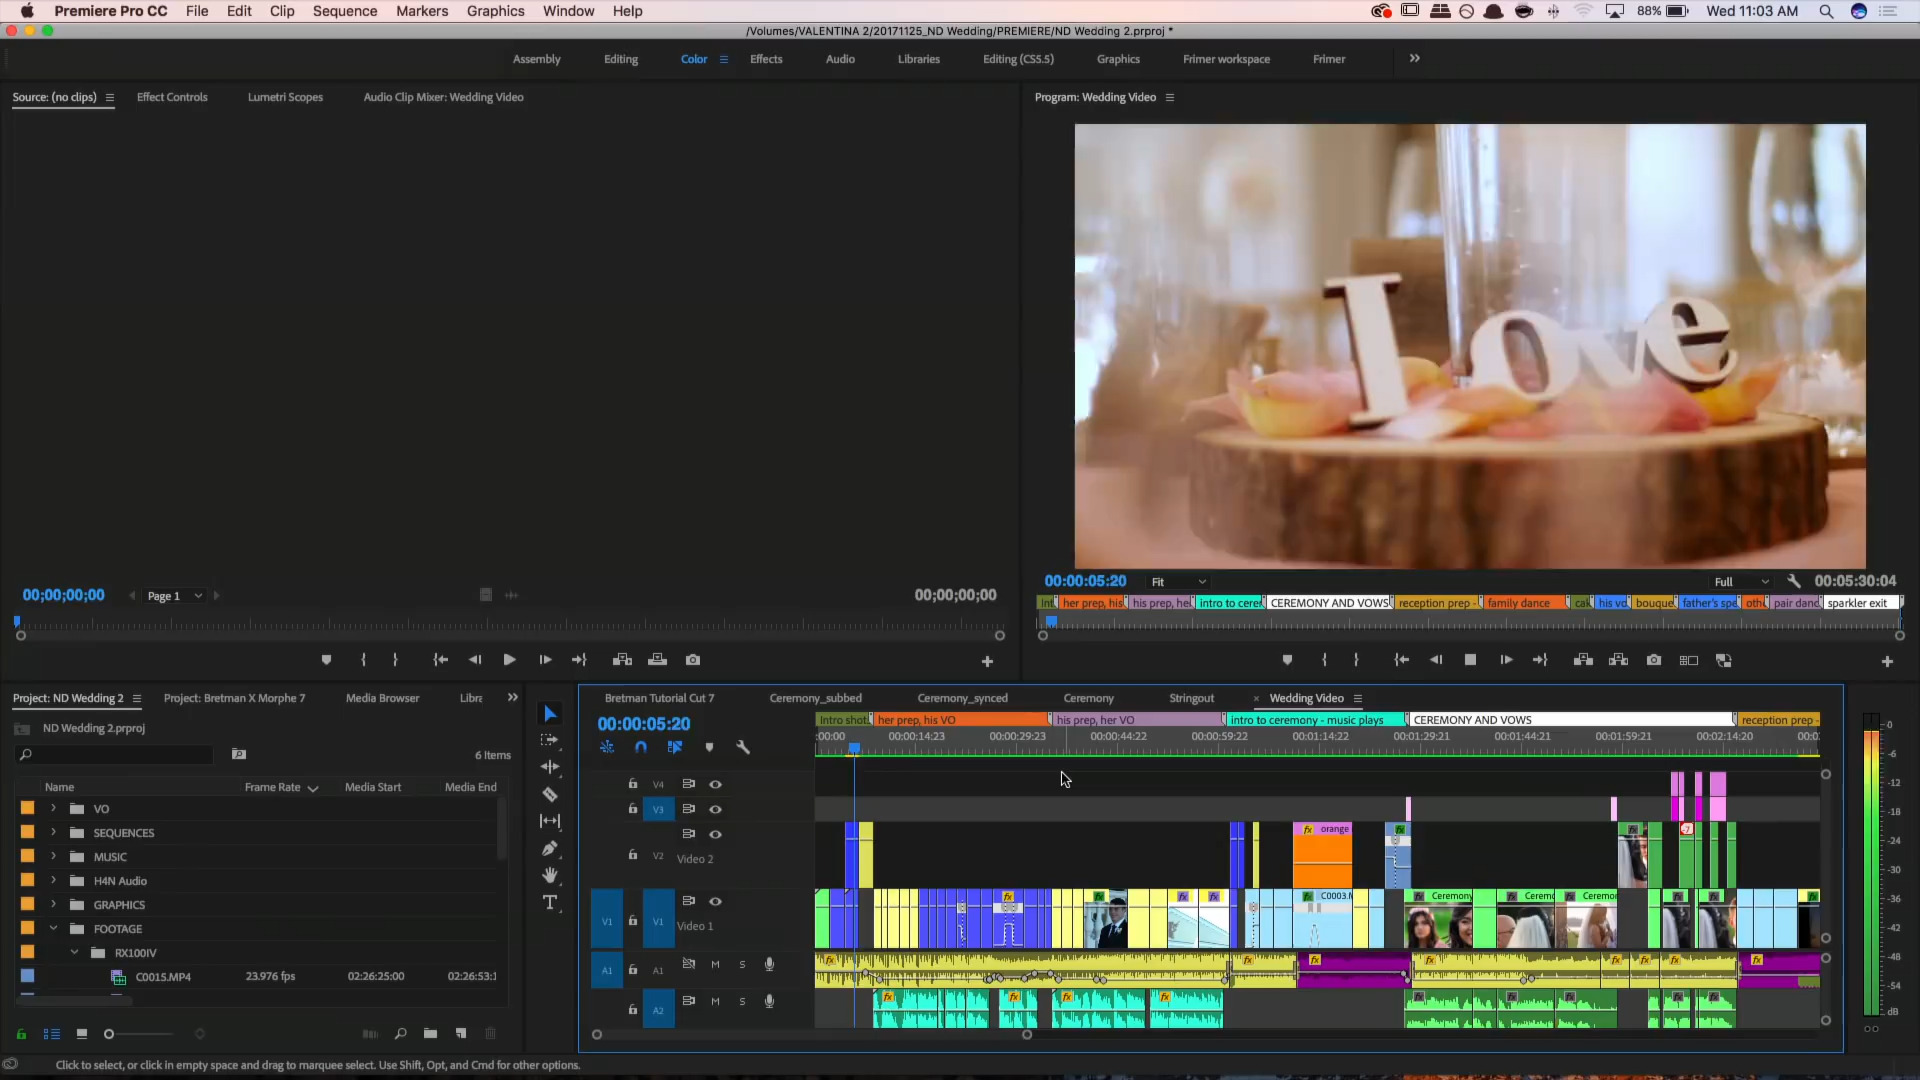 Premiere Pro CC File Edit Clip Sequence Markers Graphics Window Help 88% Wed 11:03 AM
/Volumes/VALENTINA 2/20171125_ND Wedding/PREMIERE/ND Wedding 2.prproj *
Assembly Editing Color Effects Audio Libraries Editing (CS5.5) Graphics Frimer workspace Frimer
Source: (no clips) Effect Controls Lumetri Scopes Audio Clip Mixer: Wedding Video
Program: Wedding Video
Love
00;00;00;00 Page 1 00;00;00;00
00:00:05:20 Fit Full 00:05:30:04
her prep, his his prep, he intro to cere CEREMONY AND VOWS reception prep - family dance his vo bouque father's spe oth pair danc sparkler exit
Project: ND Wedding 2 Project: Bretman X Morphe 7 Media Browser Libra
ND Wedding 2.prproj
6 Items
Name Frame Rate Media Start Media End
VO
SEQUENCES
MUSIC
H4N Audio
GRAPHICS
FOOTAGE
RX100IV
C0015.MP4 23.976 fps 02:26:25:00 02:26:53:1
Bretman Tutorial Cut 7 Ceremony_subbed Ceremony_synced Ceremony Stringout Wedding Video
00:00:05:20
Intro shot her prep, his VO his prep, her VO intro to ceremony - music plays CEREMONY AND VOWS reception prep -
:00:00 00:00:14:23 00:00:29:23 00:00:44:22 00:00:59:22 00:01:14:22 00:01:29:21 00:01:44:21 00:01:59:21 00:02:14:20 00:0
V4
V3
V2 Video 2 fx orange fx
V1 V1 Video 1 C0003.M Ceremony Ceremo Ceremon
A1 A1 M S
A2 M S
0
-6
-12
-18
-24
-30
-36
-42
-48
-54
dB
Click to select, or click in empty space and drag to marquee select. Use Shift, Opt, and Cmd for other options.